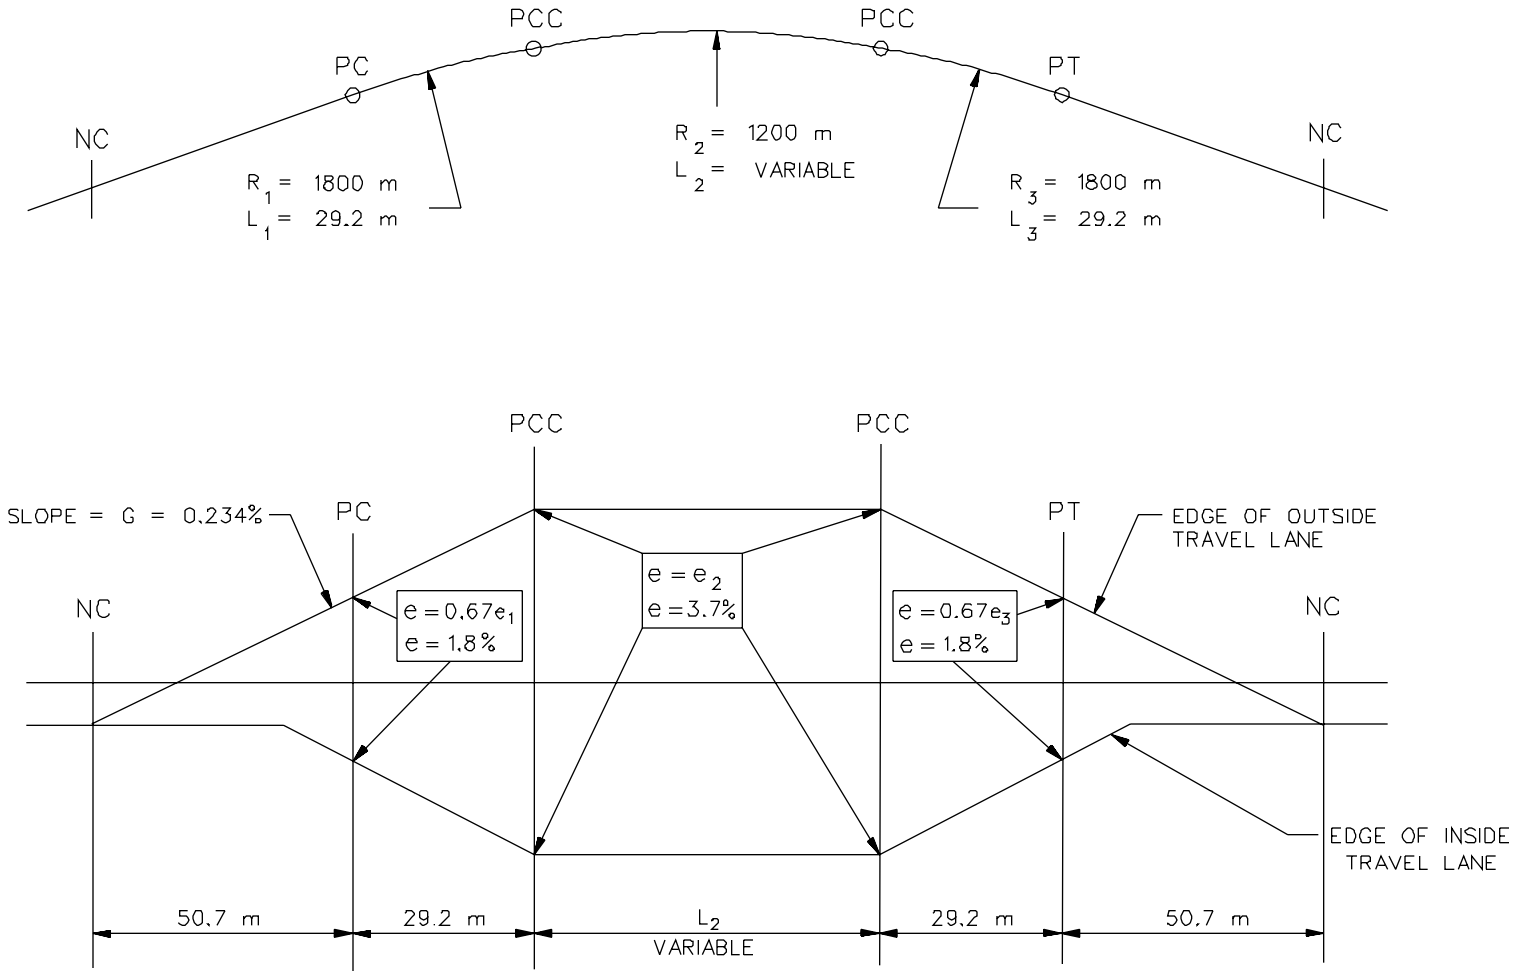 PCC
PCC
PC
PT
NC
NC
R2 = 1200 m
L2 = VARIABLE
R1 = 1800 m
L1 = 29.2 m
R3 = 1800 m
L3 = 29.2 m
PCC
PCC
SLOPE = G = 0.234%
PC
PT
EDGE OF OUTSIDE
TRAVEL LANE
e = e2
e = 3.7%
NC
e = 0.67e1
e = 1.8%
e = 0.67e3
e = 1.8%
NC
EDGE OF INSIDE
TRAVEL LANE
50.7 m
29.2 m
L2
VARIABLE
29.2 m
50.7 m